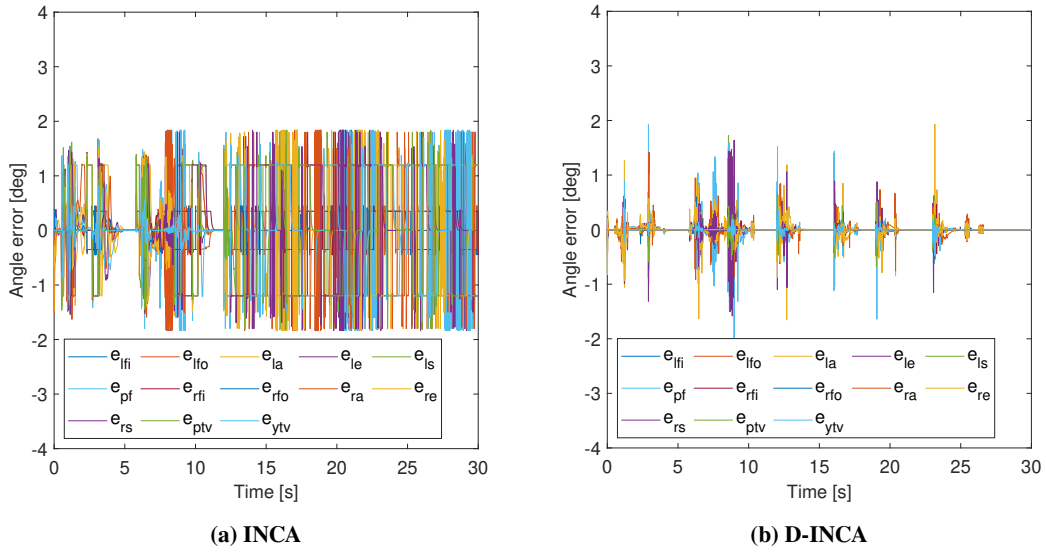 4
3
2
1
0
-1
-2
-3
-4
Angle error [deg]
e_lfi e_lfo e_la e_le e_ls
e_pf e_rfi e_rfo e_ra e_re
e_rs e_ptv e_ytv
0 5 10 15 20 25 30
Time [s]
(a) INCA
4
3
2
1
0
-1
-2
-3
-4
Angle error [deg]
e_lfi e_lfo e_la e_le e_ls
e_pf e_rfi e_rfo e_ra e_re
e_rs e_ptv e_ytv
0 5 10 15 20 25 30
Time [s]
(b) D-INCA